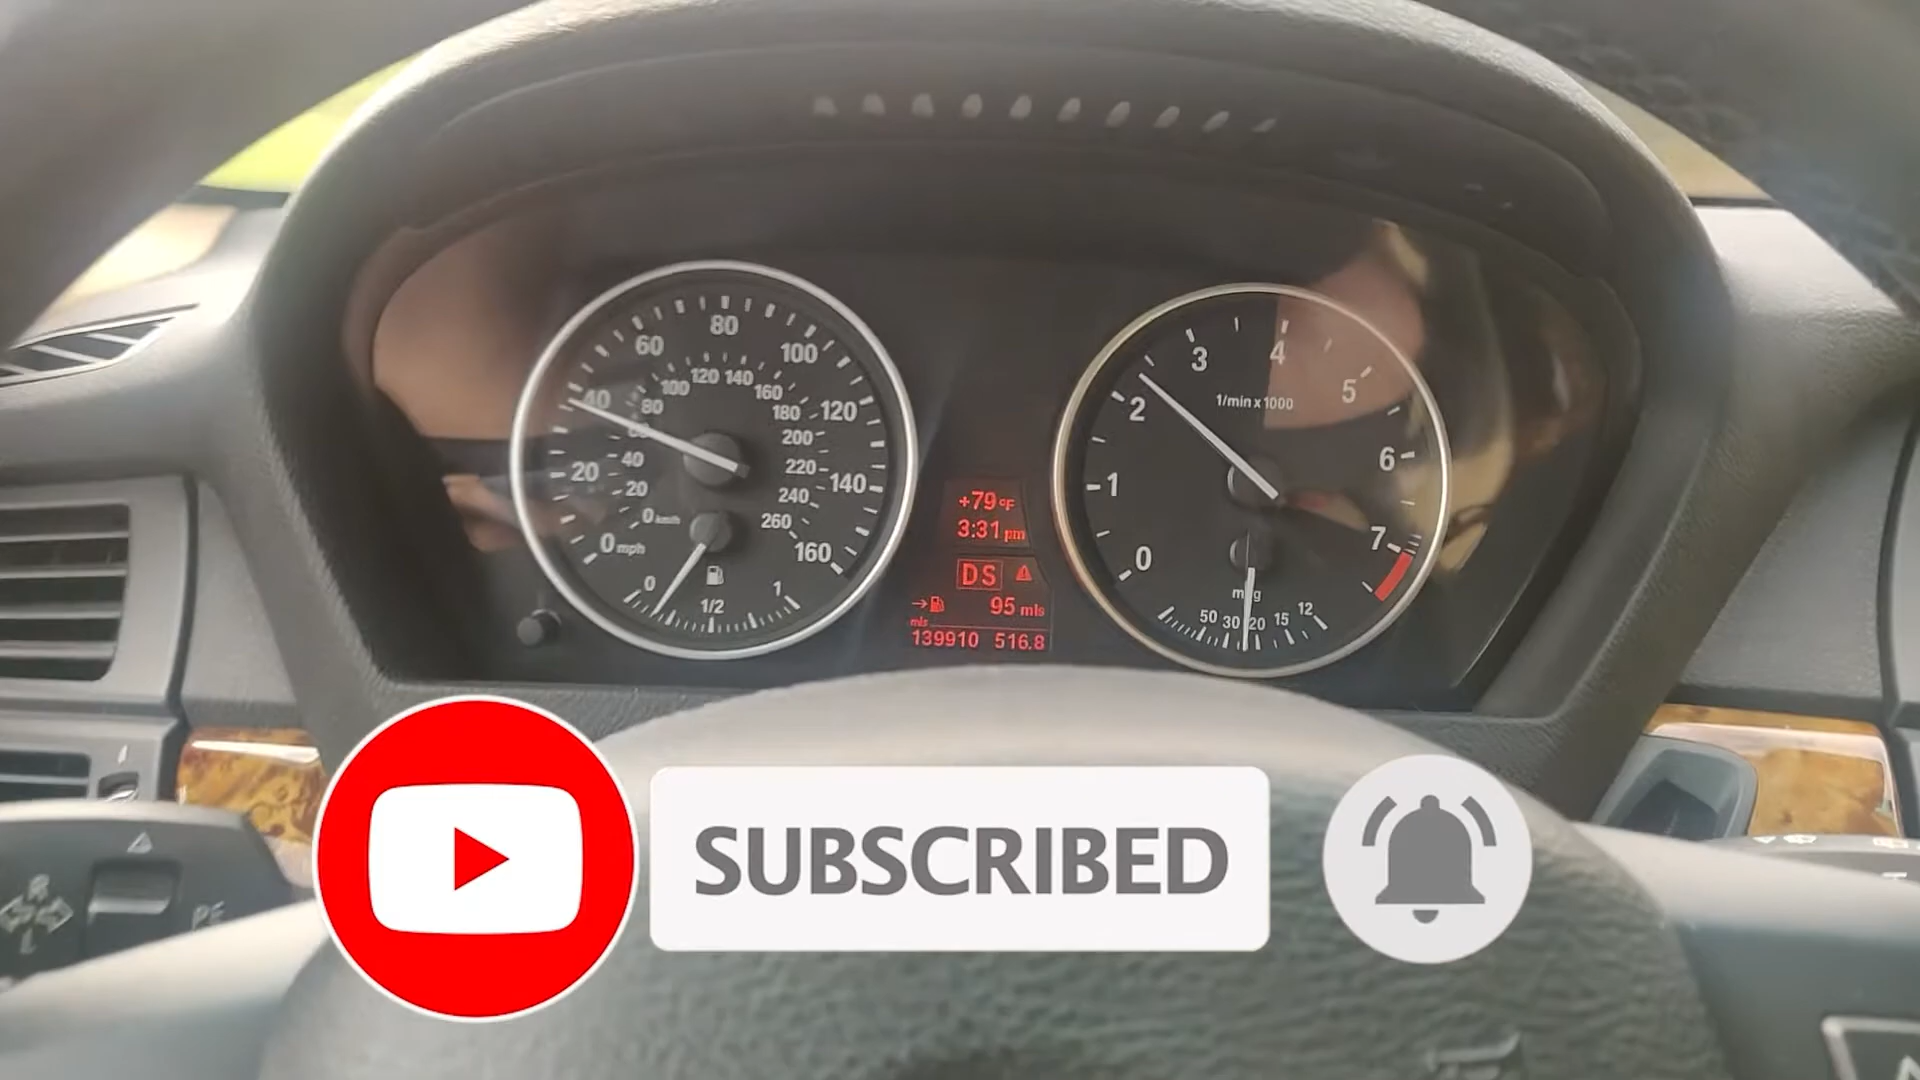 80
60
100
40
120
20
140
0 mph
160
120 140
100
160
80
180
60
200
40
220
20
240
0 km/h
260
0
1/2
1
+79°F
3:31 pm
DS
95 mls
mls
139910 516.8
4
3
5
1/min x 1000
2
6
1
7
0
mpg
50 30 20 15 12
SUBSCRIBED
R
L